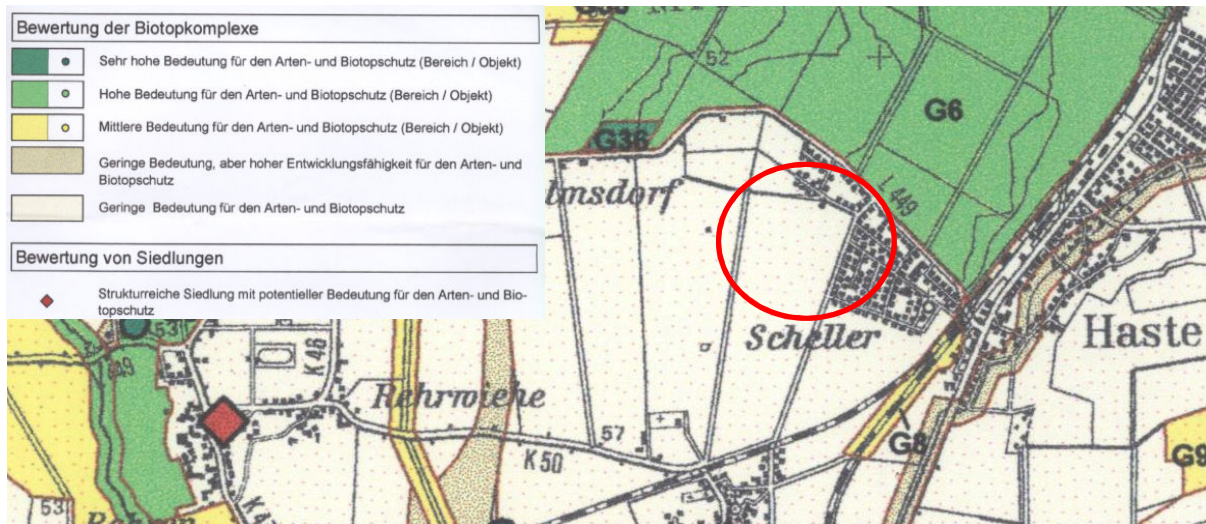 Bewertung der Biotopkomplexe
Sehr hohe Bedeutung für den Arten- und Biotopschutz (Bereich / Objekt)
Hohe Bedeutung für den Arten- und Biotopschutz (Bereich / Objekt)
Mittlere Bedeutung für den Arten- und Biotopschutz (Bereich / Objekt)
Geringe Bedeutung, aber hoher Entwicklungsfähigkeit für den Arten- und
Biotopschutz
Geringe Bedeutung für den Arten- und Biotopschutz
Bewertung von Siedlungen
Strukturreiche Siedlung mit potentieller Bedeutung für den Arten- und Bio-
topschutz
52
G6
G36
L 449
Scheller
Haste
53
K 46
Rehrwiehe
57
K 50
G8
G9
53